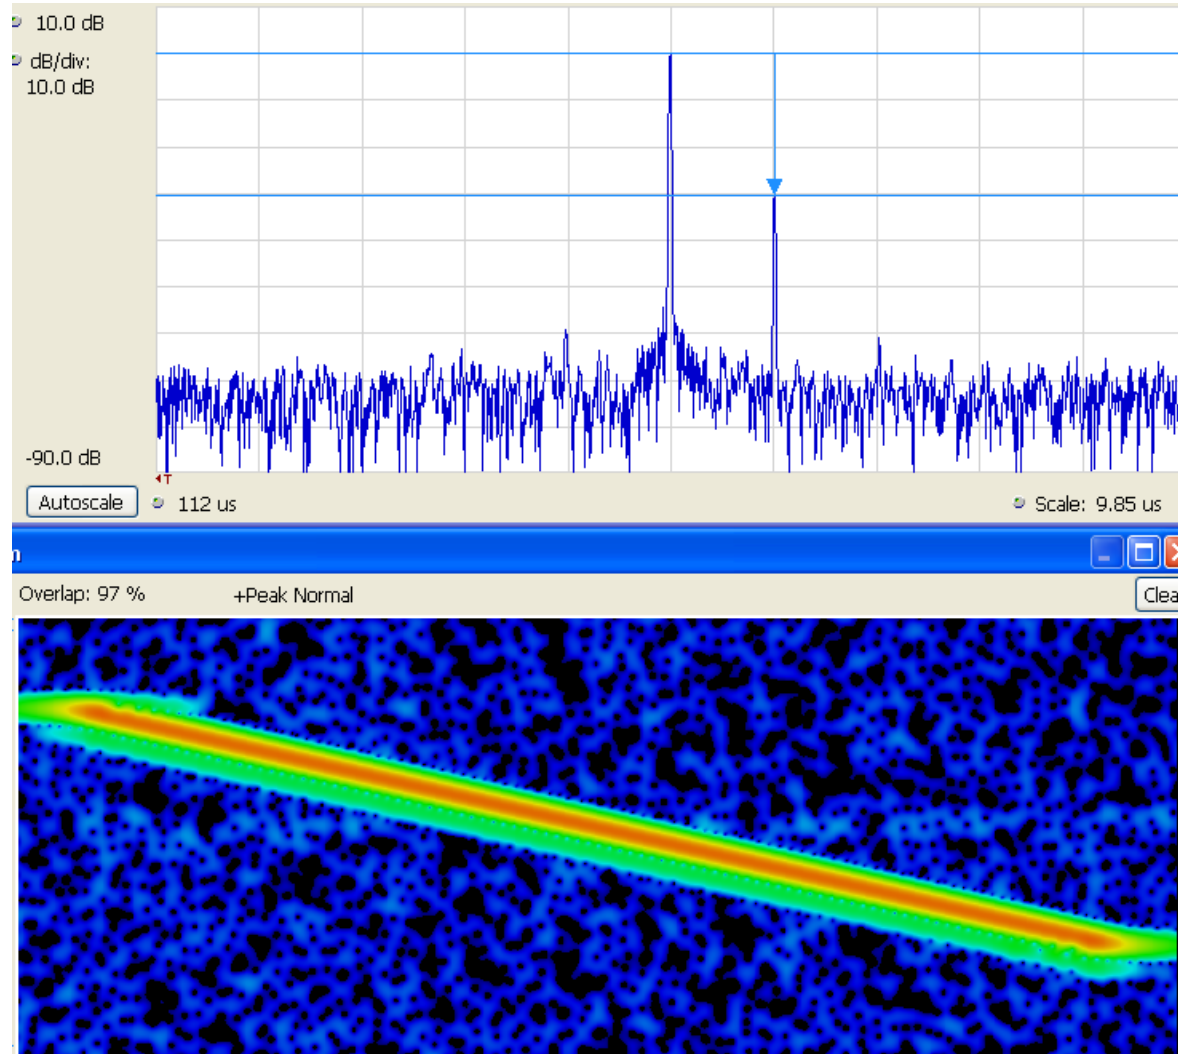 10.0 dB
dB/div:
10.0 dB
-90.0 dB
T
Autoscale
112 us
Scale: 9.85 us
m
Overlap: 97 %
+Peak Normal
Clea